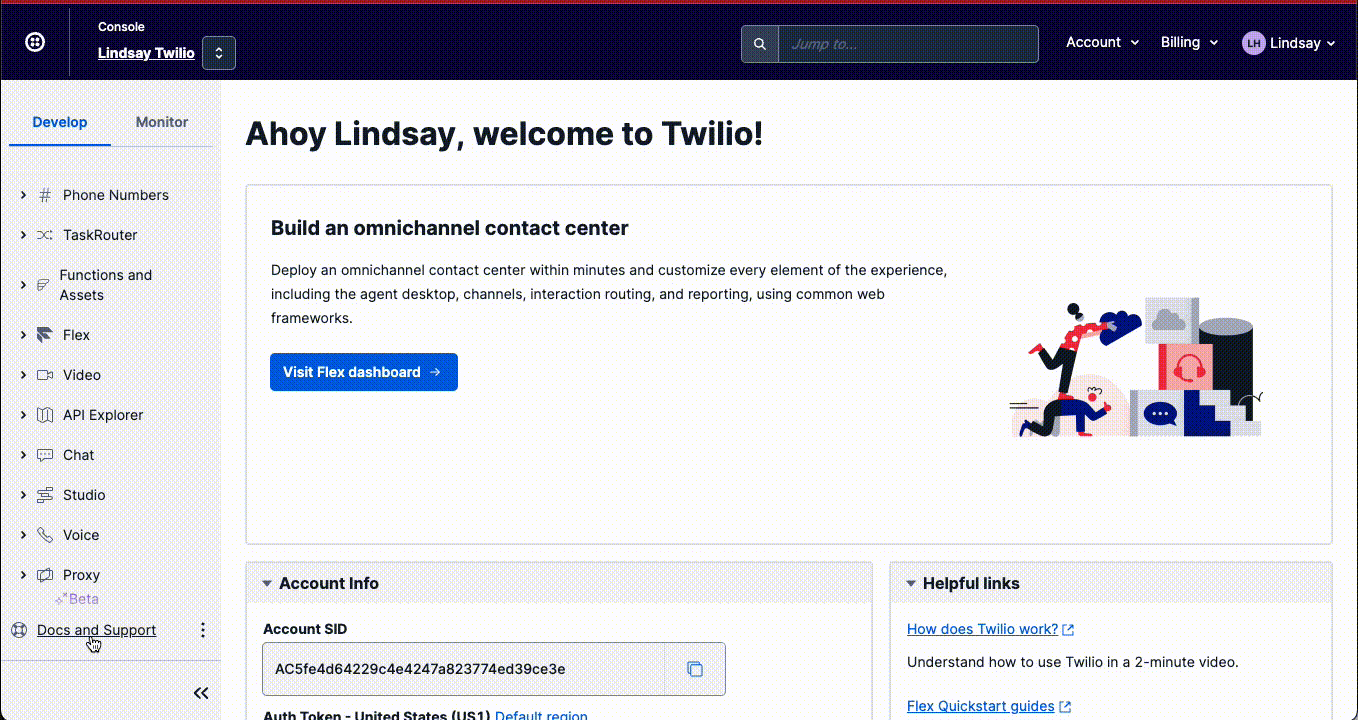 Console
Lindsay Twilio
Jump to...
Account
Billing
LH
Lindsay
Develop
Monitor
Phone Numbers
TaskRouter
Functions and
Assets
Flex
Video
API Explorer
Chat
Studio
Voice
Proxy
Beta
Docs and Support
Ahoy Lindsay, welcome to Twilio!
Build an omnichannel contact center
Deploy an omnichannel contact center within minutes and customize every element of the experience,
including the agent desktop, channels, interaction routing, and reporting, using common web
frameworks.
Visit Flex dashboard
Account Info
Account SID
AC5fe4d64229c4e4247a823774ed39ce3e
Auth Token - United States (US1) Default region
Helpful links
How does Twilio work?
Understand how to use Twilio in a 2-minute video.
Flex Quickstart guides